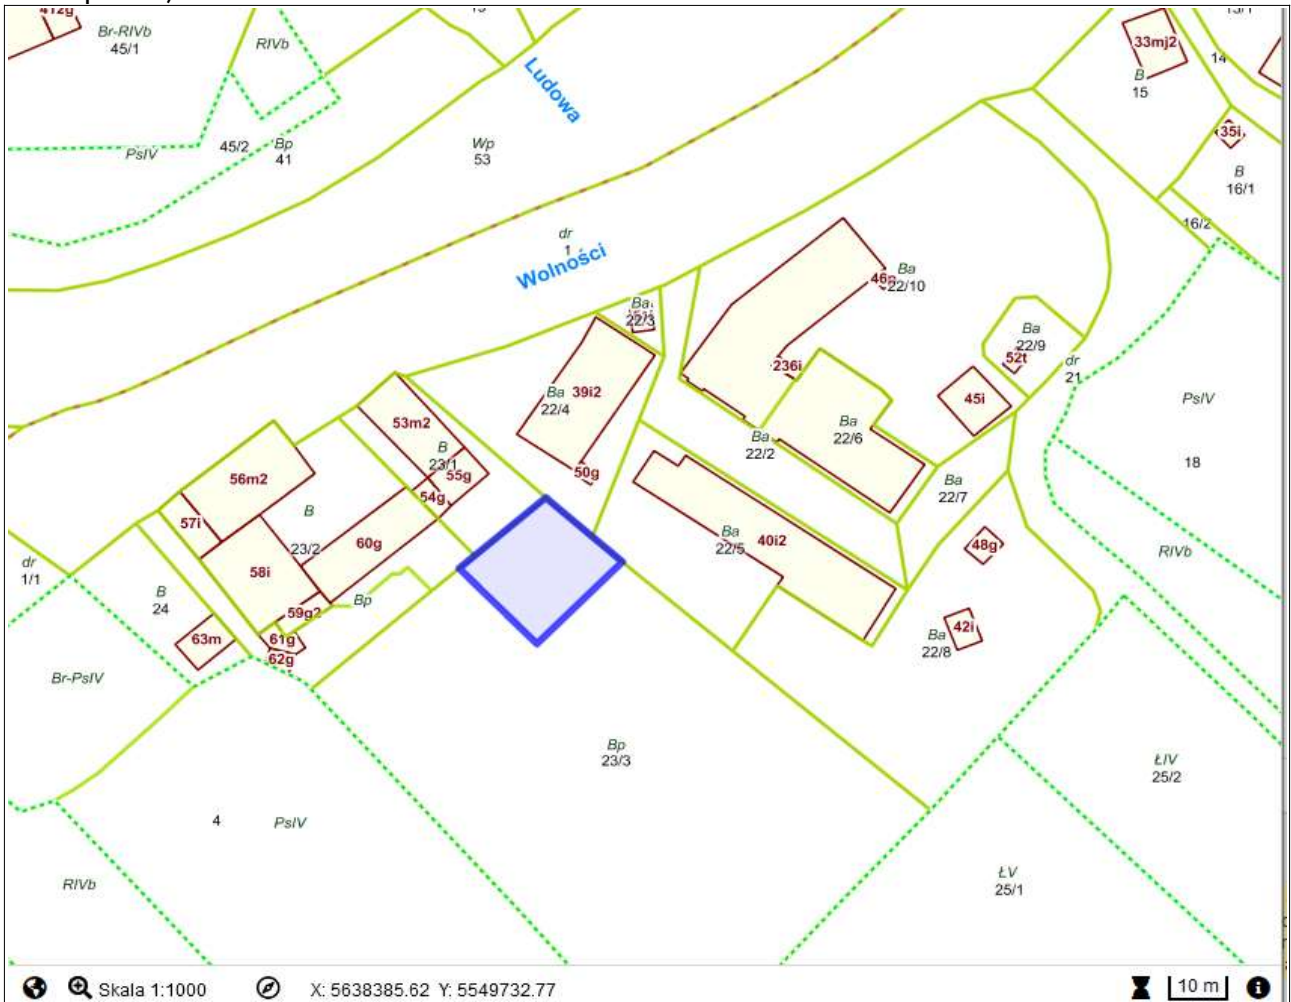 412g
Br-RIVb
45/1
RIVb
33mj2
B
15
14
Ludowa
PsIV
45/2
Bp
41
Wp
53
35i
B
16/1
16/2
dr
1
Wolności
Ba
22/3
46
Ba
22/10
Ba
22/9
52t
dr
21
236i
Ba
22/4
39i2
45i
PsIV
53m2
B
23/1
Ba
22/6
Ba
22/2
18
55g
50g
54g
56m2
Ba
22/7
57i
B
23/2
60g
Ba
22/5
40i2
48g
RIVb
dr
1/1
58i
B
24
Bp
59g2
63m
61g
62g
42i
Ba
22/8
Br-PsIV
Bp
23/3
ŁIV
25/2
4
PsIV
RIVb
ŁV
25/1
Skala 1:1000
X: 5638385.62 Y: 5549732.77
10 m